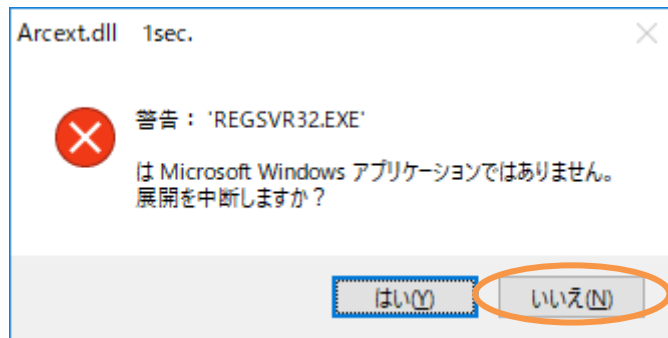 Arcext.dll 1sec.
警告： 'REGSVR32.EXE'
は Microsoft Windows アプリケーションではありません。
展開を中断しますか？
はい(Y)
いいえ(N)